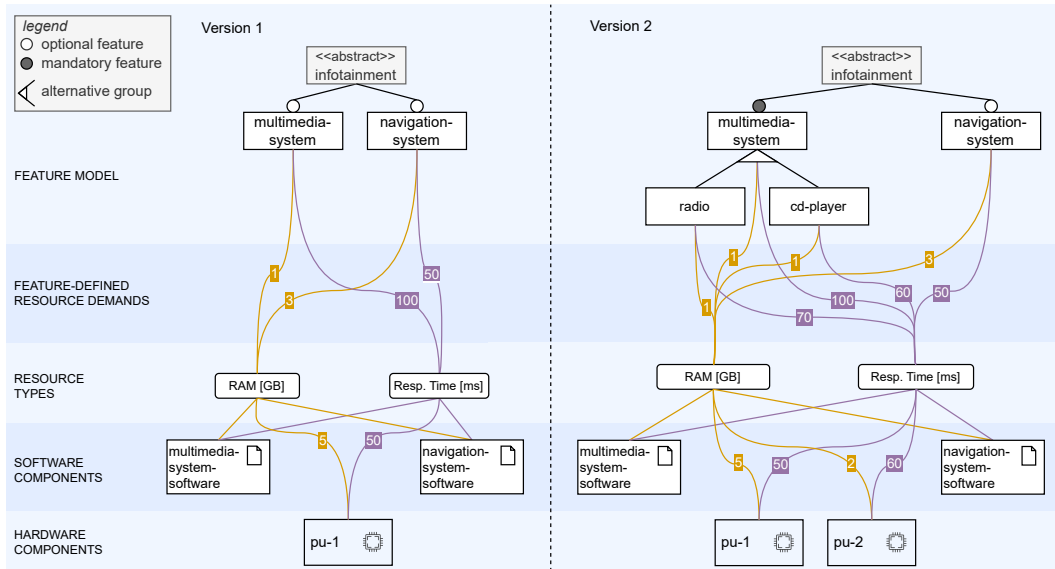 legend
optional feature
mandatory feature
alternative group
Version 1
Version 2
<<abstract>>
infotainment
<<abstract>>
infotainment
multimedia-
system
navigation-
system
multimedia-
system
navigation-
system
FEATURE MODEL
radio
cd-player
FEATURE-DEFINED
RESOURCE DEMANDS
1
50
3
100
1
1
3
60
50
100
1
70
RESOURCE
TYPES
RAM [GB]
Resp. Time [ms]
RAM [GB]
Resp. Time [ms]
SOFTWARE
COMPONENTS
multimedia-
system-
software
5
50
navigation-
system-
software
multimedia-
system-
software
5
50
2
60
navigation-
system-
software
HARDWARE
COMPONENTS
pu-1
pu-1
pu-2